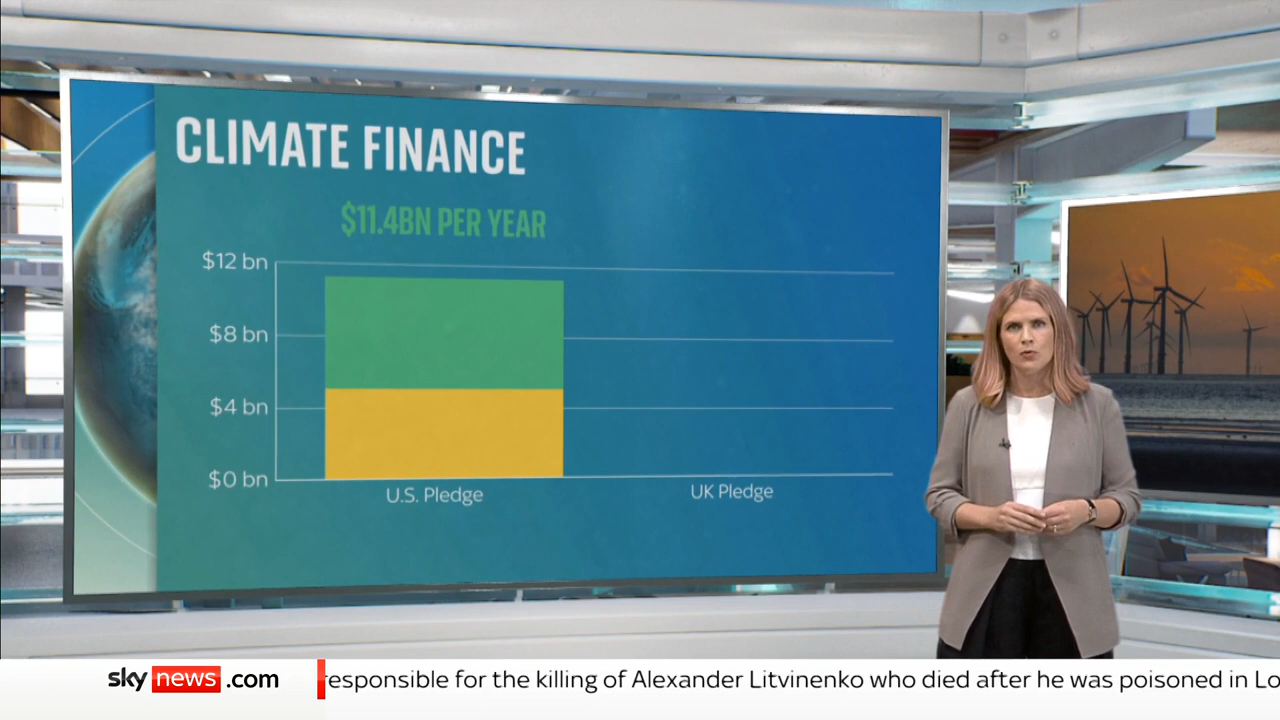 CLIMATE FINANCE
$11.4BN PER YEAR
$12 bn
$8 bn
$4 bn
$0 bn
U.S. Pledge
UK Pledge
sky news .com
esponsible for the killing of Alexander Litvinenko who died after he was poisoned in Lo